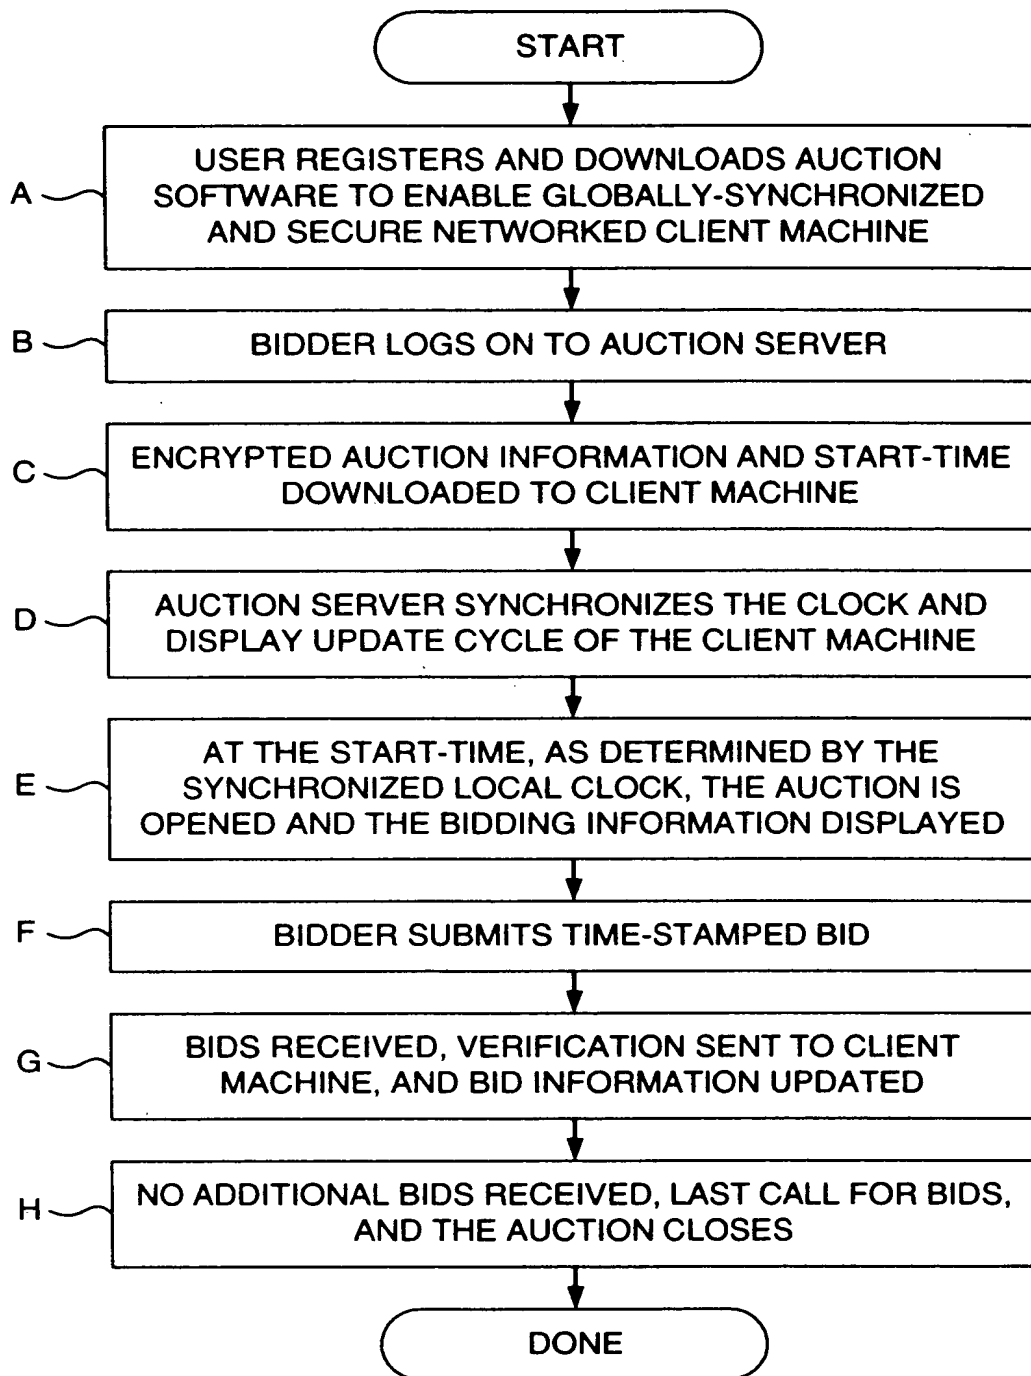 START
A
USER REGISTERS AND DOWNLOADS AUCTION
SOFTWARE TO ENABLE GLOBALLY-SYNCHRONIZED
AND SECURE NETWORKED CLIENT MACHINE
B
BIDDER LOGS ON TO AUCTION SERVER
C
ENCRYPTED AUCTION INFORMATION AND START-TIME
DOWNLOADED TO CLIENT MACHINE
D
AUCTION SERVER SYNCHRONIZES THE CLOCK AND
DISPLAY UPDATE CYCLE OF THE CLIENT MACHINE
E
AT THE START-TIME, AS DETERMINED BY THE
SYNCHRONIZED LOCAL CLOCK, THE AUCTION IS
OPENED AND THE BIDDING INFORMATION DISPLAYED
F
BIDDER SUBMITS TIME-STAMPED BID
G
BIDS RECEIVED, VERIFICATION SENT TO CLIENT
MACHINE, AND BID INFORMATION UPDATED
H
NO ADDITIONAL BIDS RECEIVED, LAST CALL FOR BIDS,
AND THE AUCTION CLOSES
DONE